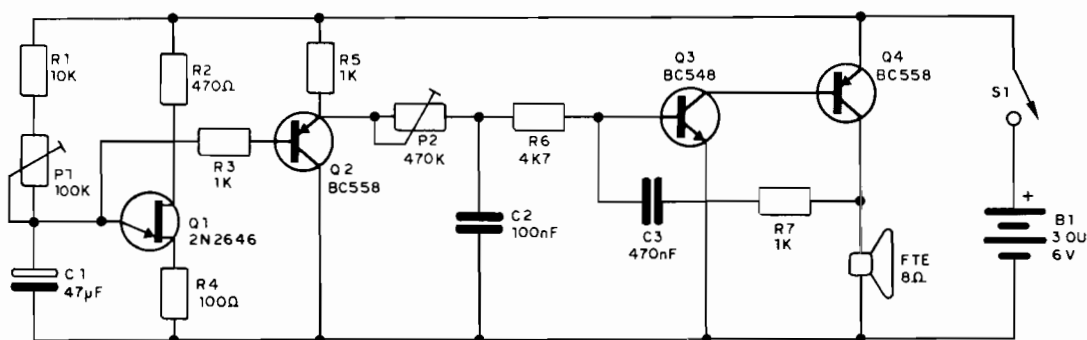 R1
10K
P1
100K
C1
47µF
R2
470Ω
R3
1K
Q1
2N2646
R4
100Ω
R5
1K
Q2
BC558
P2
470K
C2
100nF
R6
4K7
C3
470nF
Q3
BC548
R7
1K
Q4
BC558
FTE
8Ω
S1
+
B1
3 OU
6V